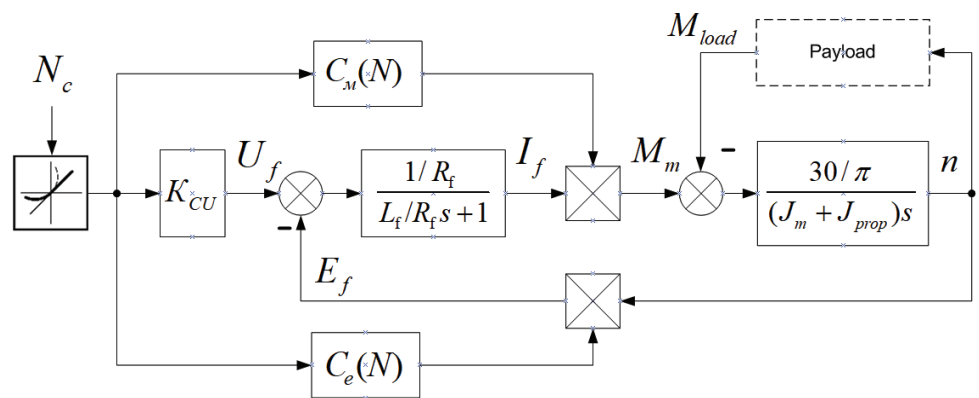 M_load
Payload
N_c
C_м(N)
U_f
I_f
M_m
n
K_CU
1/R_f
L_f/R_f s+1
30/π
(J_m + J_prop)s
E_f
C_e(N)